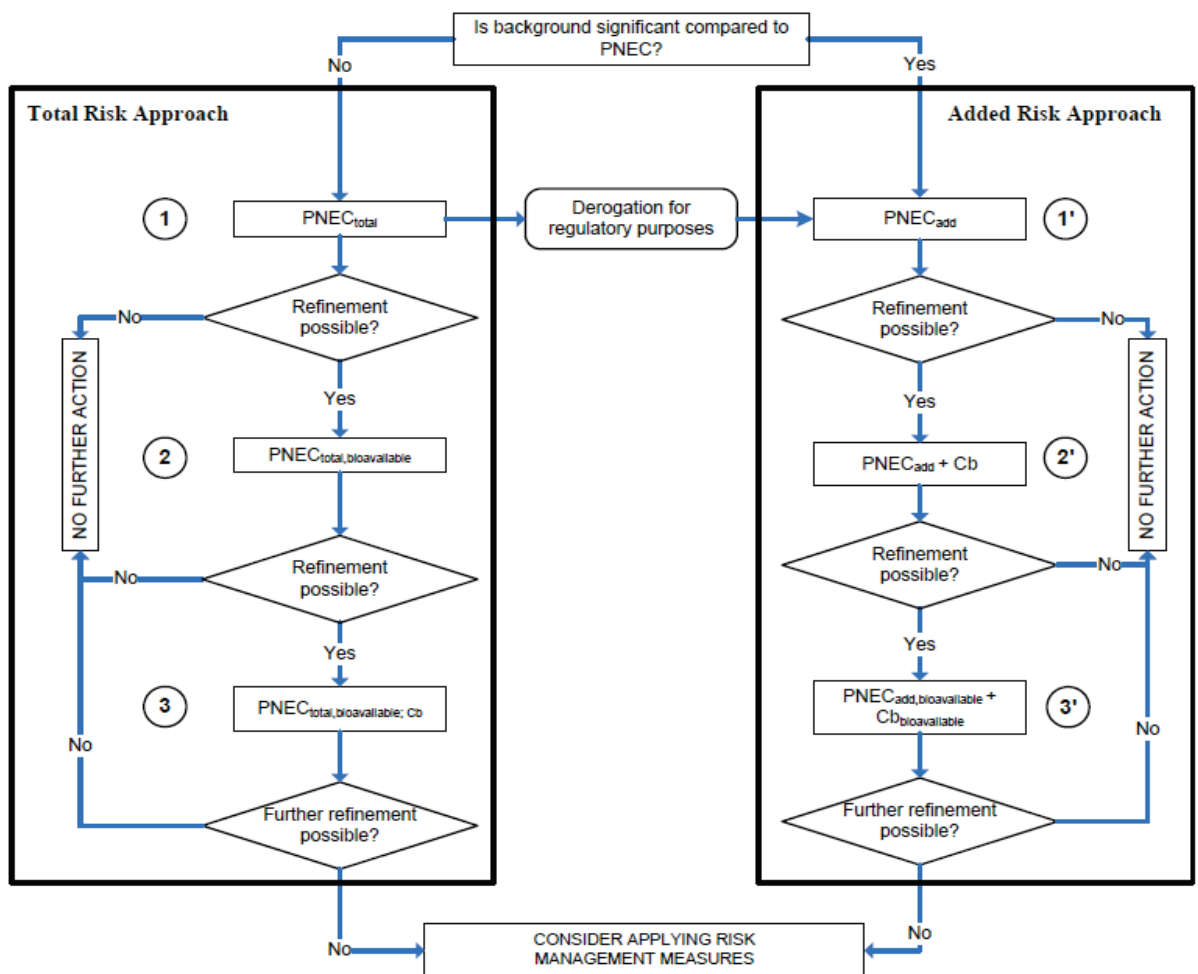 Is background significant compared to
PNEC?
No
Yes
Total Risk Approach
Added Risk Approach
1
PNECtotal
Derogation for
regulatory purposes
PNECadd
1'
No
Refinement
possible?
Refinement
possible?
No
NO FURTHER ACTION
NO FURTHER ACTION
Yes
Yes
2
PNECtotal,bioavailable
PNECadd + Cb
2'
No
Refinement
possible?
Refinement
possible?
No
Yes
Yes
3
PNECtotal,bioavailable; Cb
PNECadd,bioavailable +
Cbbioavailable
3'
No
No
Further refinement
possible?
Further refinement
possible?
No
CONSIDER APPLYING RISK
MANAGEMENT MEASURES
No